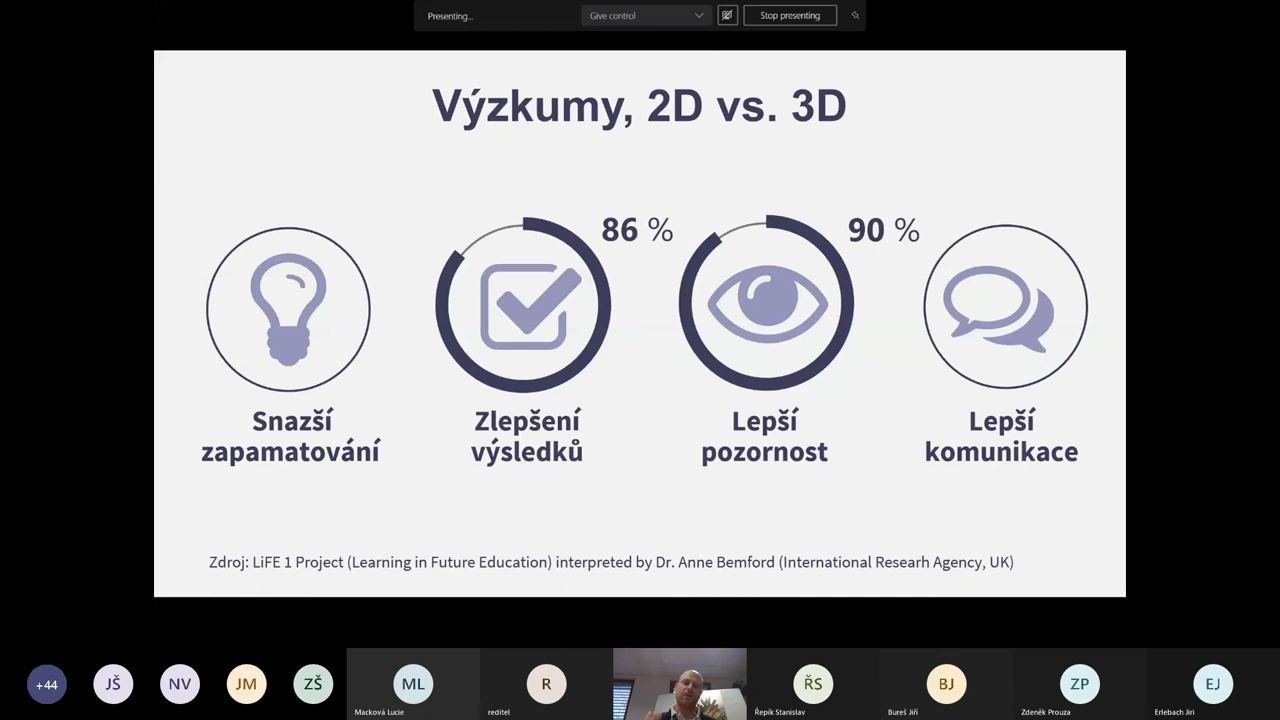 Presenting...
Give control
Stop presenting
Výzkumy, 2D vs. 3D
86 %
90 %
Snazší
zapamatování
Zlepšení
výsledků
Lepší
pozornost
Lepší
komunikace
Zdroj: LiFE 1 Project (Learning in Future Education) interpreted by Dr. Anne Bemford (International Researh Agency, UK)
+44
JŠ
NV
JM
ZŠ
ML
R
ŘS
BJ
ZP
EJ
Macková Lucie
reditel
Řepík Stanislav
Bureš Jiří
Zdeněk Prouza
Erlebach Jiri